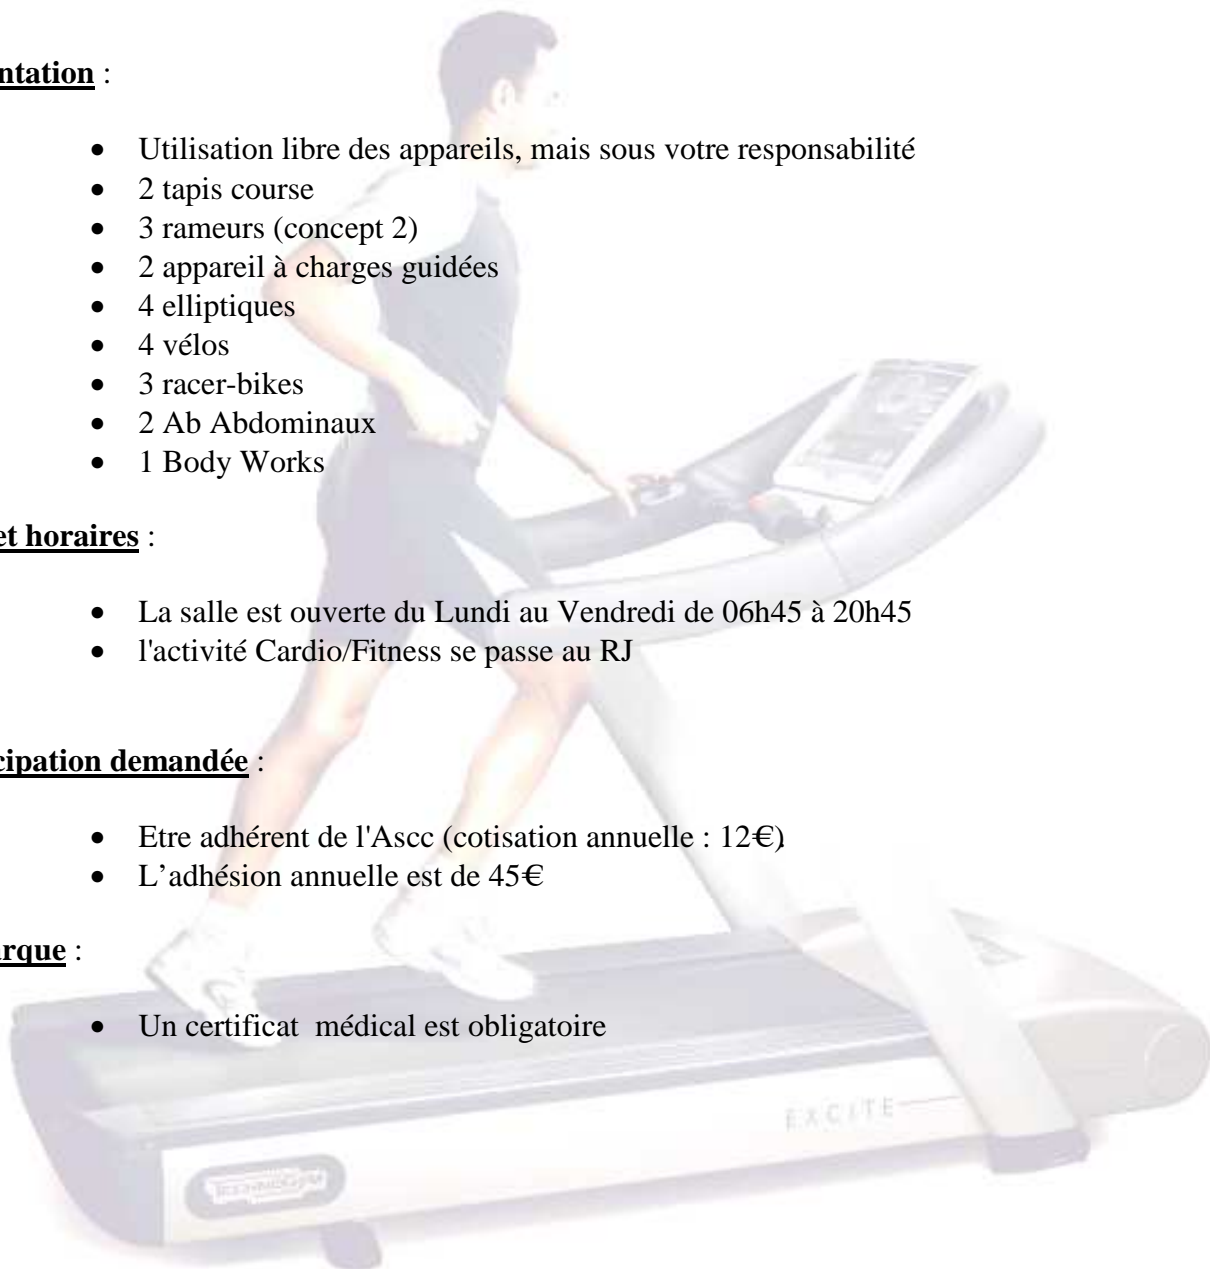 ntation :
• Utilisation libre des appareils, mais sous votre responsabilité
• 2 tapis course
• 3 rameurs (concept 2)
• 2 appareil à charges guidées
• 4 elliptiques
• 4 vélos
• 3 racer-bikes
• 2 Ab Abdominaux
• 1 Body Works
et horaires :
• La salle est ouverte du Lundi au Vendredi de 06h45 à 20h45
• l'activité Cardio/Fitness se passe au RJ
cipation demandée :
• Etre adhérent de l'Ascc (cotisation annuelle : 12€)
• L’adhésion annuelle est de 45€
arque :
• Un certificat  médical est obligatoire
EXCITE
TECHNOGYM